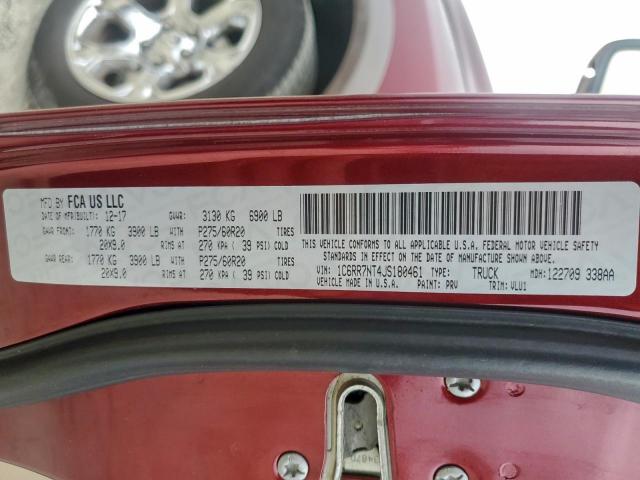 MFD BY FCA US LLC
DATE OF MFR(BUILT): 12-17 GVWR: 3130 KG 6900 LB
GAWR FRONT: 1770 KG 3900 LB P275/60R20 TIRES
20X9.0 RIMS AT 270 KPA ( 39 PSI) COLD
GAWR REAR: 1770 KG 3900 LB P275/60R20 TIRES
20X9.0 RIMS AT 270 KPA ( 39 PSI) COLD
THIS VEHICLE CONFORMS TO ALL APPLICABLE U.S.A. FEDERAL MOTOR VEHICLE SAFETY
STANDARDS IN EFFECT ON THE DATE OF MANUFACTURE SHOWN ABOVE.
VIN: 1C6RR7NT4JS180461 TYPE: TRUCK MDH: 122709 338AA
VEHICLE MADE IN U.S.A. PAINT: PRV TRIM: VLU1